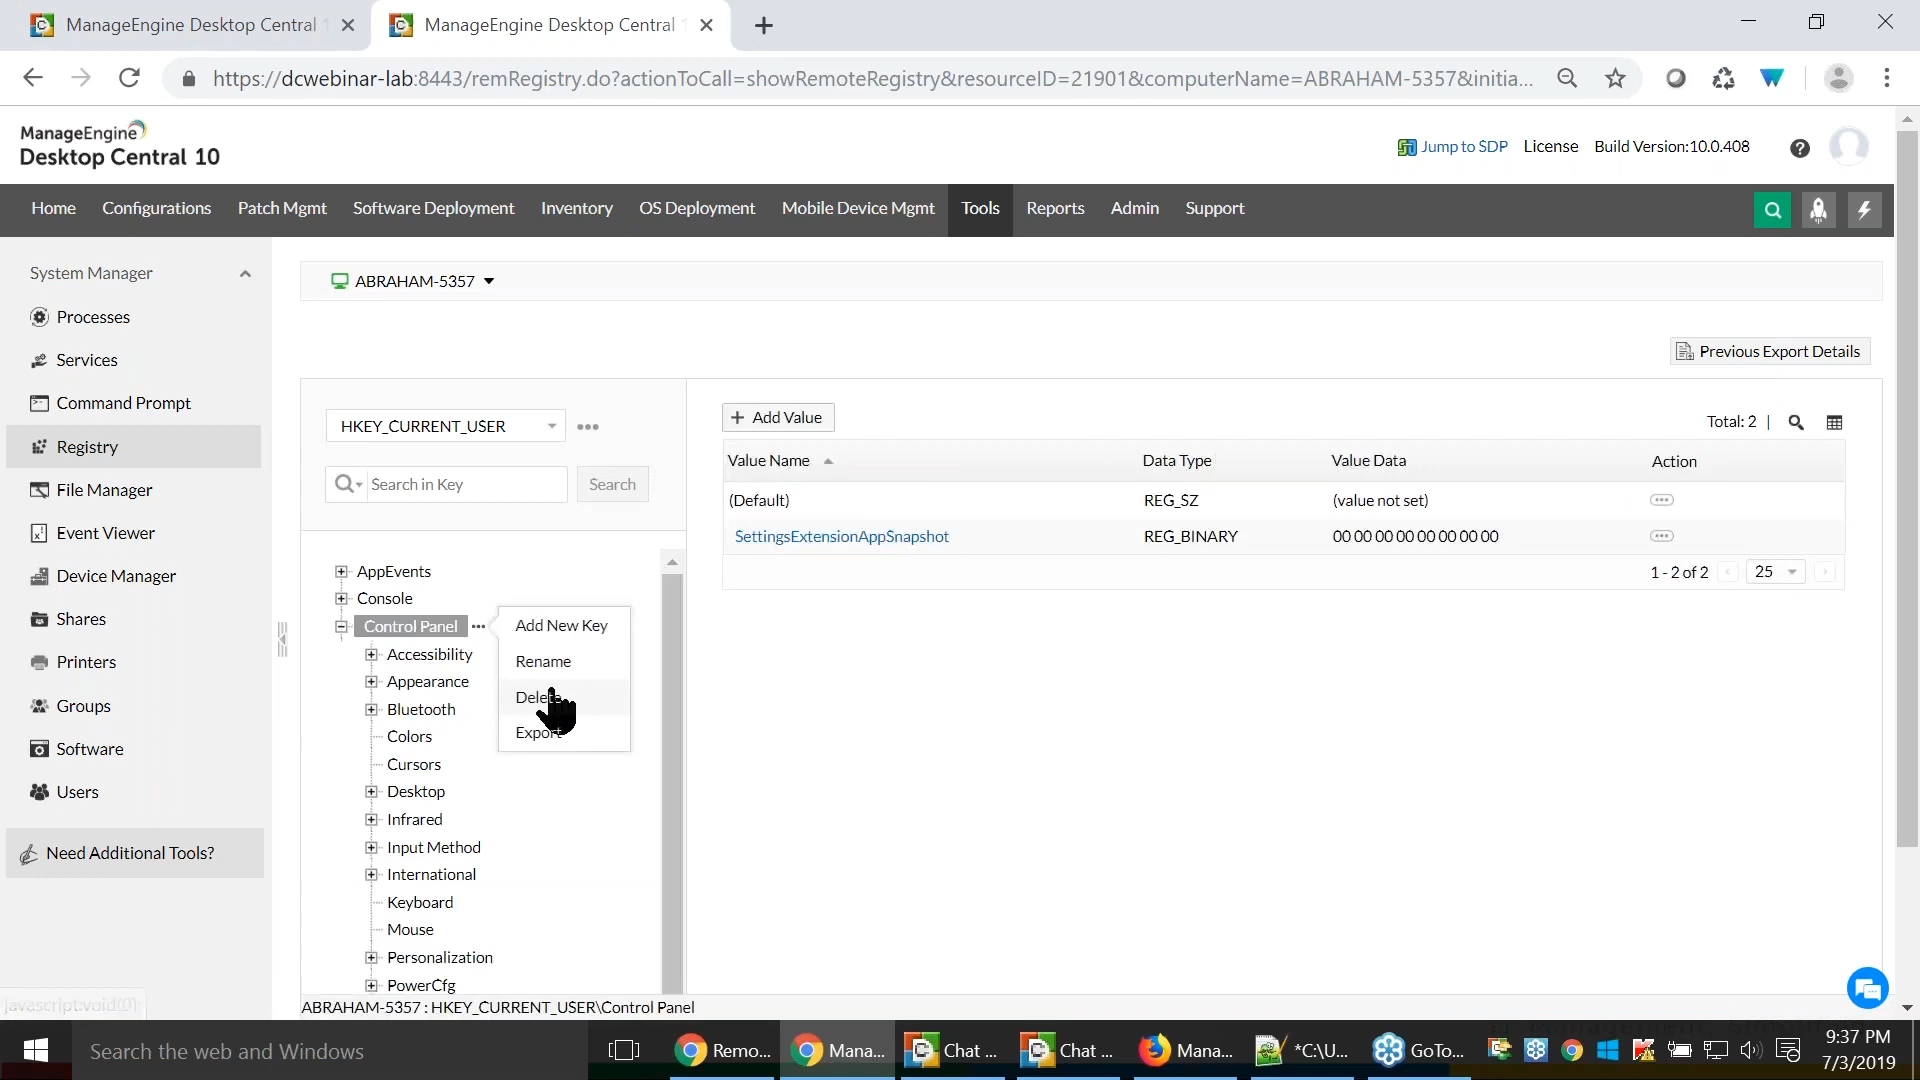 ManageEngine Desktop Central 1
ManageEngine Desktop Central 1
https://dcwebinar-lab:8443/remRegistry.do?actionToCall=showRemoteRegistry&resourceID=21901&computerName=ABRAHAM-5357&initia...
ManageEngine
Desktop Central 10
Jump to SDP License Build Version:10.0.408
Home Configurations Patch Mgmt Software Deployment Inventory OS Deployment Mobile Device Mgmt Tools Reports Admin Support
System Manager
Processes
Services
Command Prompt
Registry
File Manager
Event Viewer
Device Manager
Shares
Printers
Groups
Software
Users
Need Additional Tools?
javascript:void(0);
ABRAHAM-5357
Previous Export Details
HKEY_CURRENT_USER
Search in Key Search
AppEvents
Console
Control Panel
Accessibility
Appearance
Bluetooth
Colors
Cursors
Desktop
Infrared
Input Method
International
Keyboard
Mouse
Personalization
PowerCfg
Add New Key
Rename
Delete
Export
+ Add Value
Total: 2 |
Value Name Data Type Value Data Action
(Default) REG_SZ (value not set)
SettingsExtensionAppSnapshot REG_BINARY 00 00 00 00 00 00 00 00
1 - 2 of 2 25
ABRAHAM-5357 : HKEY_CURRENT_USER\Control Panel
Search the web and Windows
Remo...
Mana...
Chat ...
Chat ...
Mana...
*C:\U...
GoTo...
9:37 PM
7/3/2019